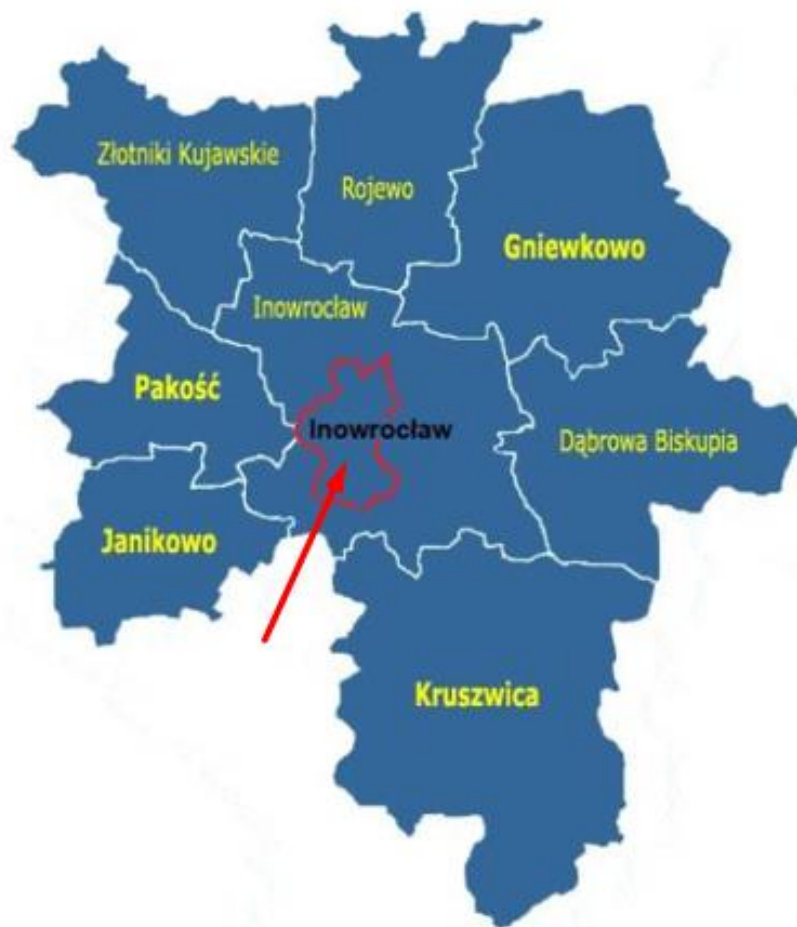 Złotniki Kujawskie
Rojewo
Gniewkowo
Inowrocław
Pakość
Inowrocław
Dąbrowa Biskupia
Janikowo
Kruszwica